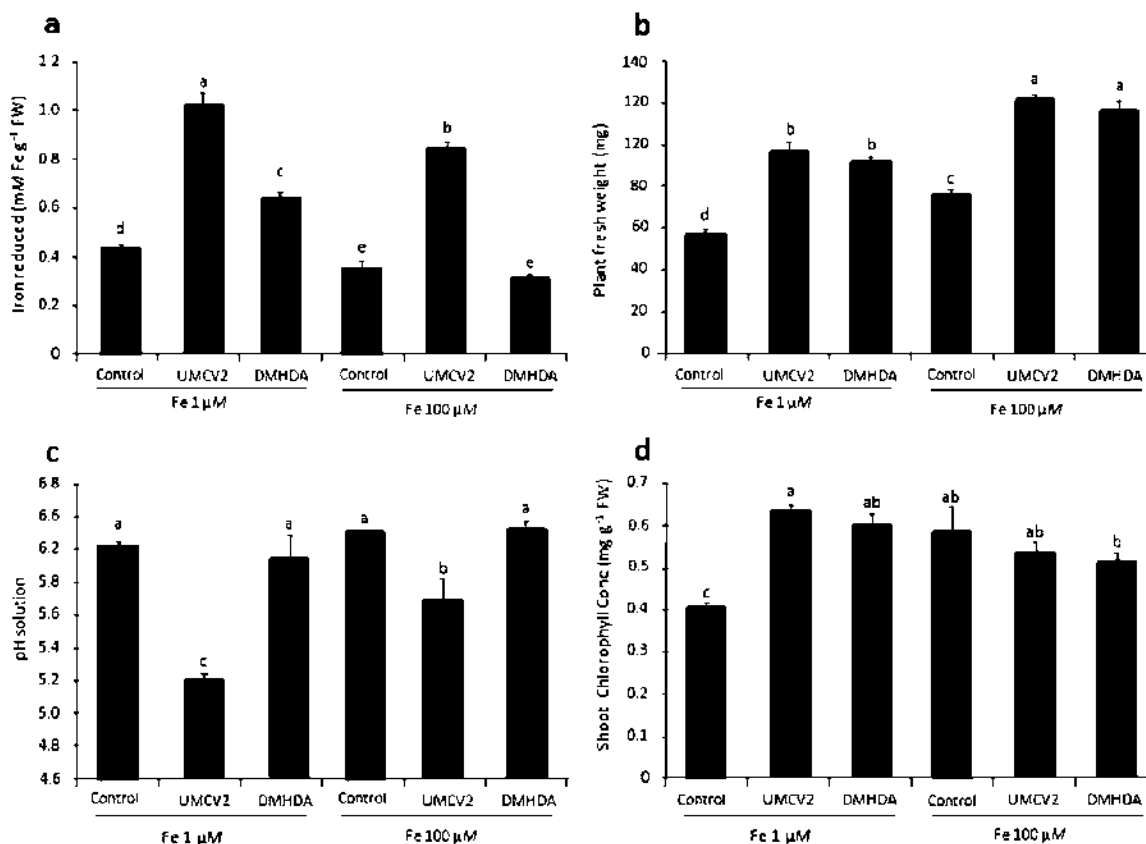 a
1.2
1.0
0.8
0.6
0.4
0.2
0
Iron reduced (mM Fe g⁻¹ FW)
d
a
c
e
b
e
Control UMCV2 DMHDA Control UMCV2 DMHDA
Fe 1 µM Fe 100 µM
b
140
120
120
80
60
40
20
0
Plant fresh weight (mg)
d
b
b
c
a
a
Control UMCV2 DMHDA Control UMCV2 DMHDA
Fe 1 µM Fe 100 µM
c
6.8
6.6
6.2
5.8
5.6
5.4
5.2
5.0
4.8
4.6
pH solution
a
c
a
a
b
a
Control UMCV2 DMHDA Control UMCV2 DMHDA
Fe 1 µM Fe 100 µM
d
0.7
0.6
0.5
0.4
0.3
0.2
0.1
0
Shoot Chlorophyll Conc (mg g⁻¹ FW)
c
a
ab
ab
ab
b
Control UMCV2 DMHDA Control UMCV2 DMHDA
Fe 1 µM Fe 100 µM